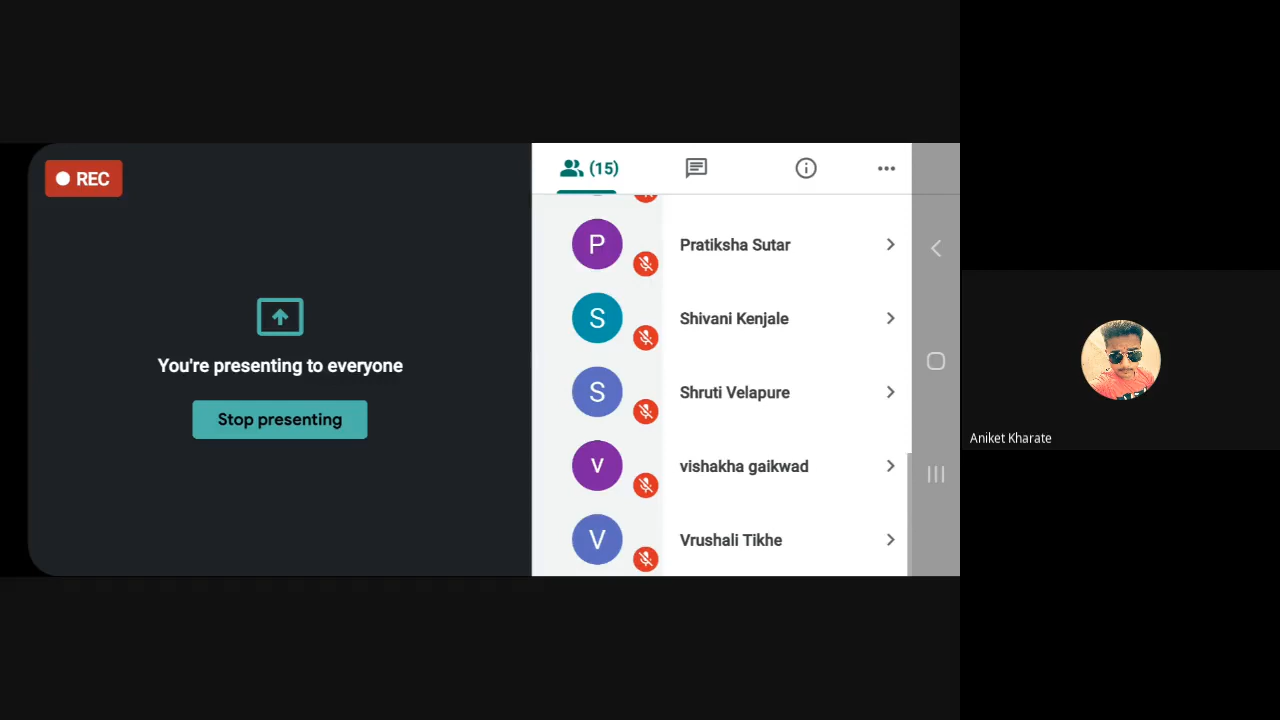 REC
You're presenting to everyone
Stop presenting
(15)
P
Pratiksha Sutar
S
Shivani Kenjale
S
Shruti Velapure
v
vishakha gaikwad
V
Vrushali Tikhe
Aniket Kharate